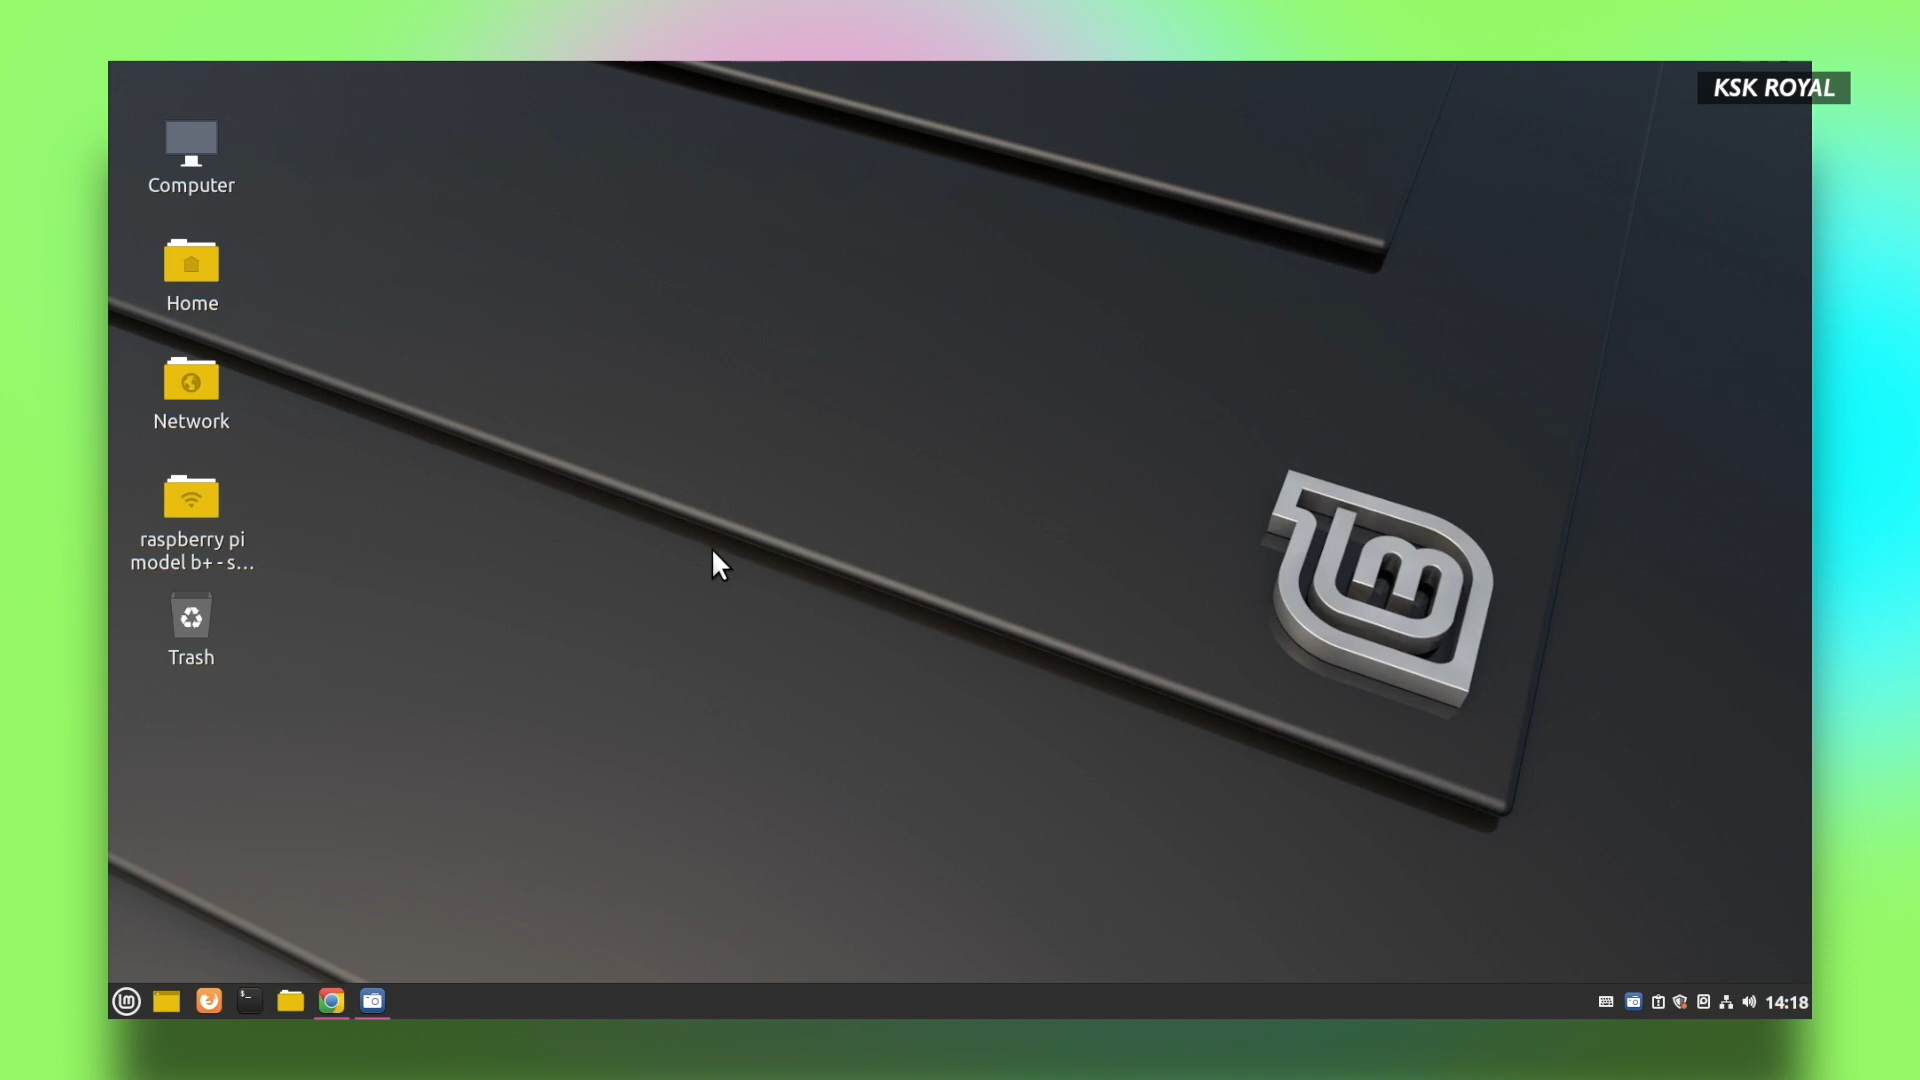 KSK ROYAL
Computer
Home
Network
raspberry pi
model b+ - s...
Trash
14:18